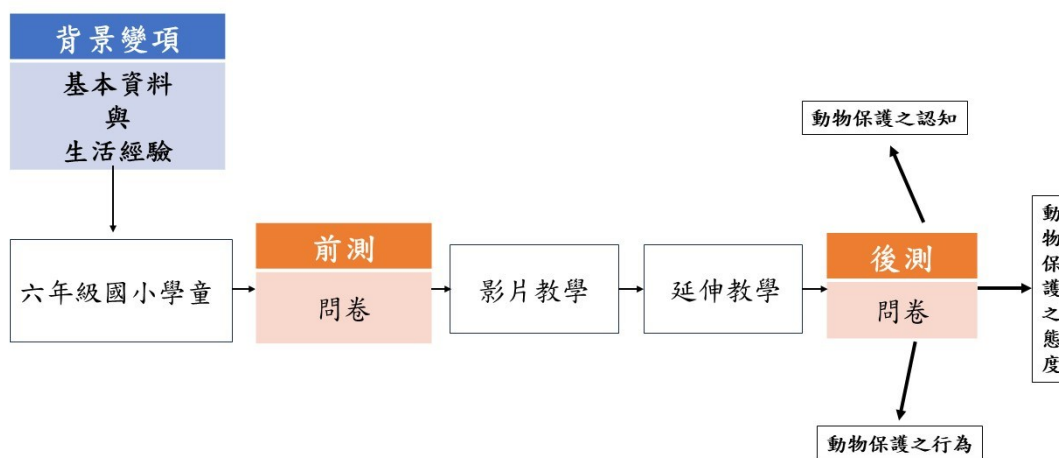 背景變項
基本資料
與
生活經驗
六年級國小學童
前測
問卷
影片教學
延伸教學
後測
問卷
動物保護之認知
動物保護之態度
動物保護之行為